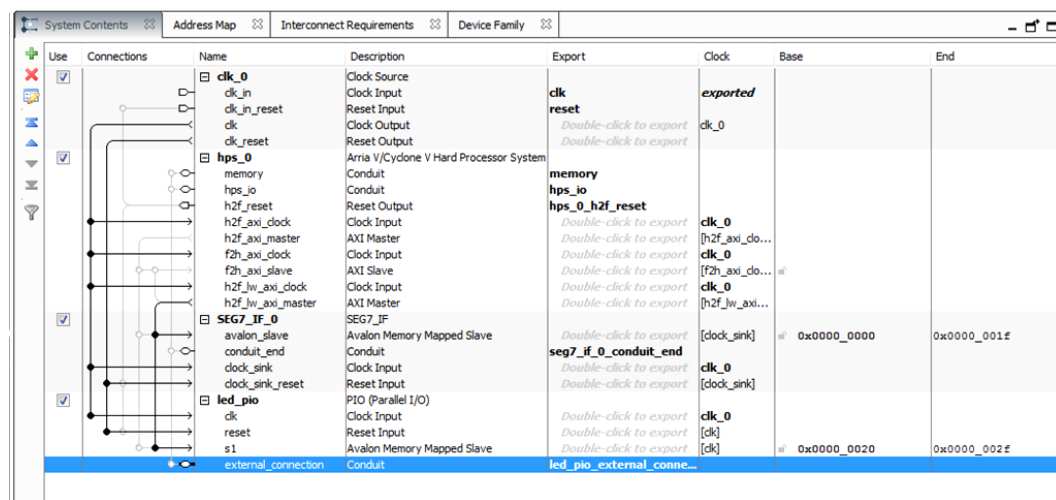 System Contents Address Map Interconnect Requirements Device Family
Use Connections Name Description Export Clock Base End
clk_0 Clock Source
clk_in Clock Input clk exported
clk_in_reset Reset Input reset
clk Clock Output Double-click to export clk_0
clk_reset Reset Output Double-click to export
hps_0 Arria V/Cyclone V Hard Processor System
memory Conduit memory
hps_io Conduit hps_io
h2f_reset Reset Output hps_0_h2f_reset
h2f_axi_clock Clock Input Double-click to export clk_0
h2f_axi_master AXI Master Double-click to export [h2f_axi_clo...
f2h_axi_clock Clock Input Double-click to export clk_0
f2h_axi_slave AXI Slave Double-click to export [f2h_axi_clo...
h2f_lw_axi_clock Clock Input Double-click to export clk_0
h2f_lw_axi_master AXI Master Double-click to export [h2f_lw_axi...
SEG7_IF_0 SEG7_IF
avalon_slave Avalon Memory Mapped Slave Double-click to export [clock_sink] 0x0000_0000 0x0000_001f
conduit_end Conduit seg7_if_0_conduit_end
clock_sink Clock Input Double-click to export clk_0
clock_sink_reset Reset Input Double-click to export [clock_sink]
led_pio PIO (Parallel I/O)
clk Clock Input Double-click to export clk_0
reset Reset Input Double-click to export [clk]
s1 Avalon Memory Mapped Slave Double-click to export [clk] 0x0000_0020 0x0000_002f
external_connection Conduit led_pio_external_conne...